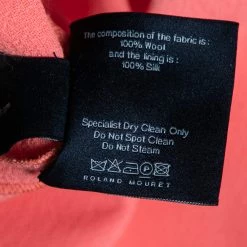 The composition of the fabric is:
100% Wool
and the lining is:
100% Silk
Specialist Dry Clean Only
Do Not Spot Clean
Do Not Steam
ROLAND MOURET